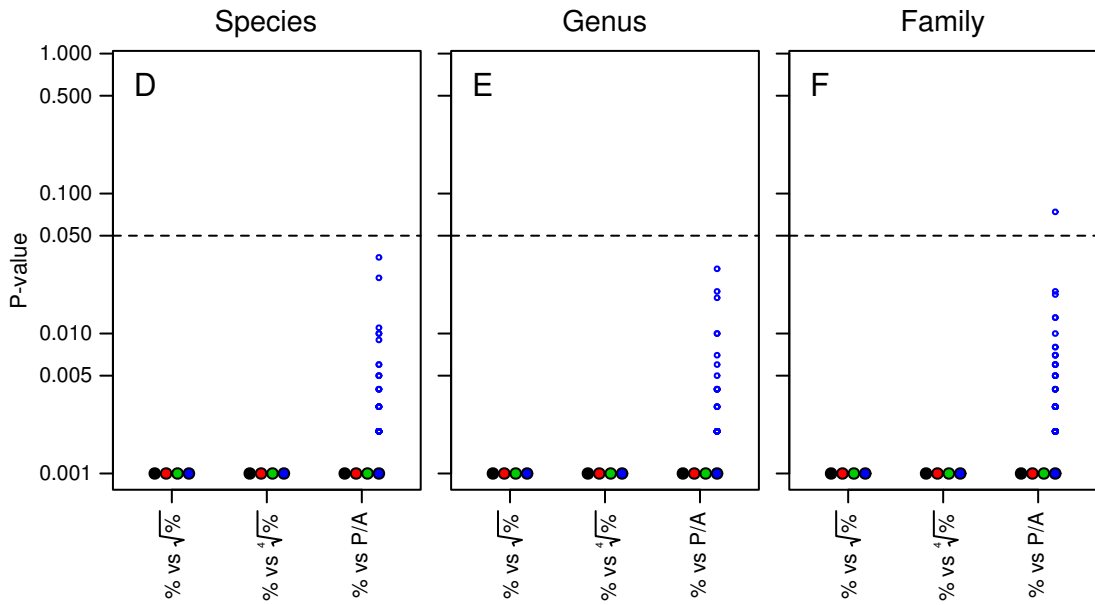 Species Genus Family
D E F
1.000
0.500
0.100
0.050
0.010
0.005
0.001
P-value
% vs √%
% vs ⁴√%
% vs P/A
% vs √%
% vs ⁴√%
% vs P/A
% vs √%
% vs ⁴√%
% vs P/A